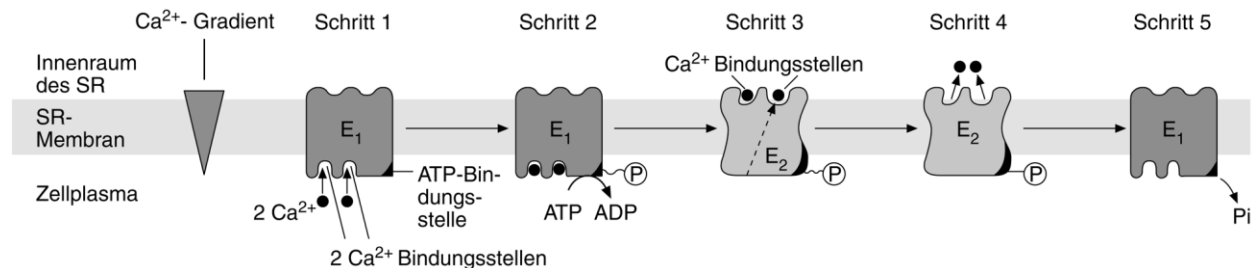 Ca²⁺- Gradient
Schritt 1
Schritt 2
Schritt 3
Schritt 4
Schritt 5
Innenraum
des SR
SR-
Membran
Zellplasma
E₁
2 Ca²⁺
2 Ca²⁺ Bindungsstellen
ATP-Bin-
dungs-
stelle
E₁
P
ATP
ADP
Ca²⁺ Bindungsstellen
E₂
P
E₂
P
E₁
Pi